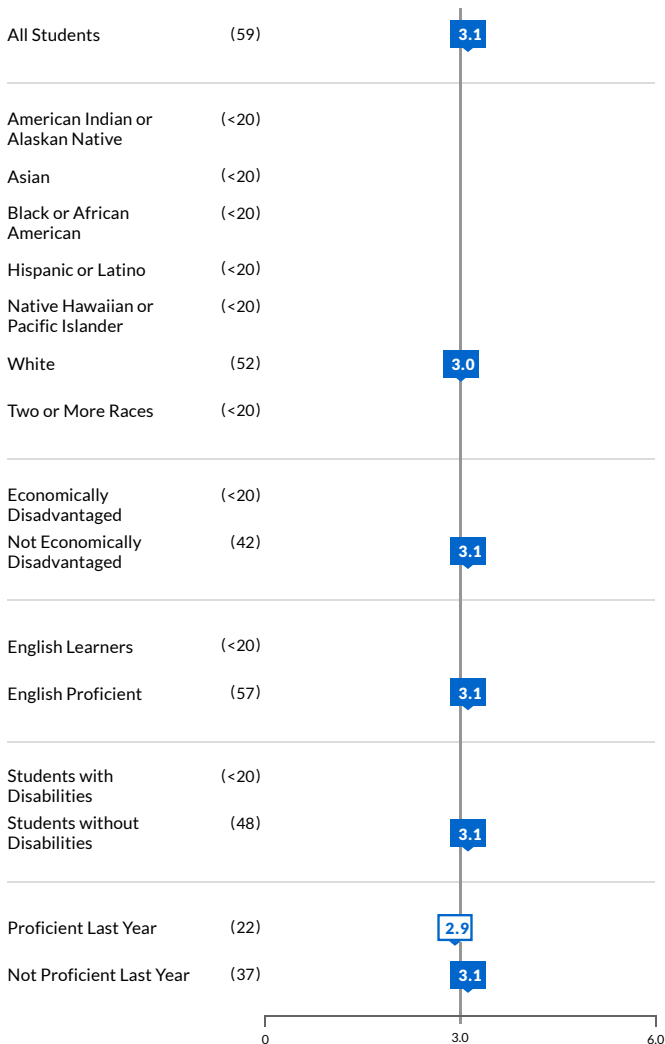 All Students (59) 3.1
American Indian or (<20)
Alaskan Native
Asian (<20)
Black or African (<20)
American
Hispanic or Latino (<20)
Native Hawaiian or (<20)
Pacific Islander
White (52) 3.0
Two or More Races (<20)
Economically (<20)
Disadvantaged
Not Economically (42) 3.1
Disadvantaged
English Learners (<20)
English Proficient (57) 3.1
Students with (<20)
Disabilities
Students without (48) 3.1
Disabilities
Proficient Last Year (22) 2.9
Not Proficient Last Year (37) 3.1
0 3.0 6.0